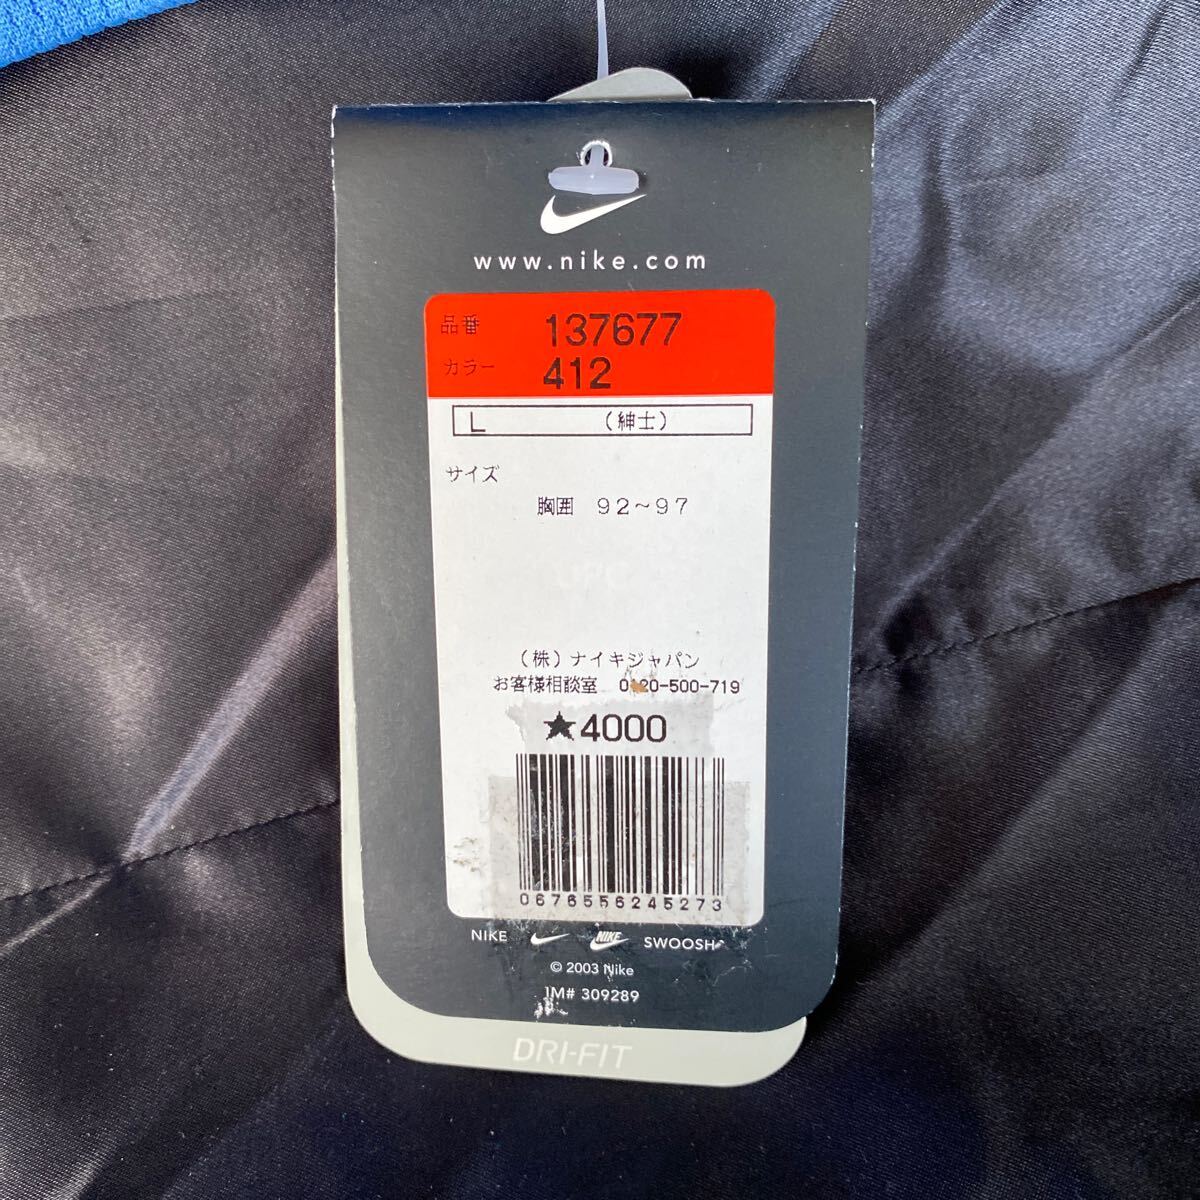 www.nike.com
品番 137677
カラー 412
L (紳士)
サイズ
胸囲 92～97
(株)ナイキジャパン
お客様相談室 0120-500-719
★4000
0676556245273
NIKE NIKE SWOOSH
© 2003 Nike
IM# 309289
DRI-FIT